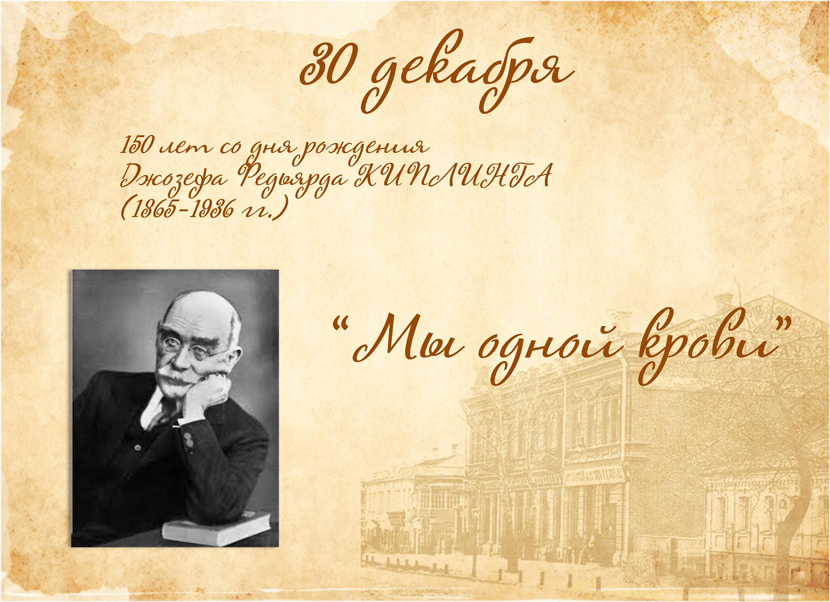 30 декабря
150 лет со дня рождения
Джозефа Редьярда КИПЛИНГА
(1865-1936 гг.)
“Мы одной крови”